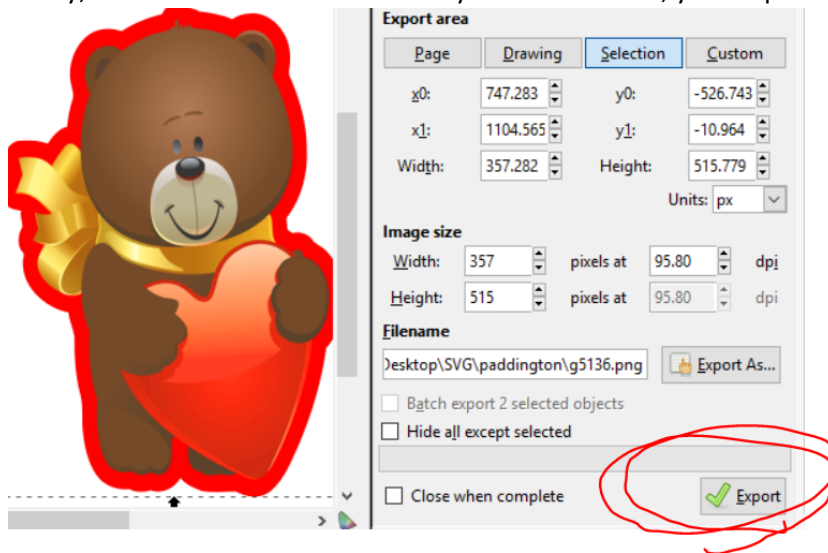 Export area
Page Drawing Selection Custom
x0: 747.283 y0: -526.743
x1: 1104.565 y1: -10.964
Width: 357.282 Height: 515.779
Units: px
Image size
Width: 357 pixels at 95.80 dpi
Height: 515 pixels at 95.80 dpi
Filename
Desktop\SVG\paddington\g5136.png Export As...
Batch export 2 selected objects
Hide all except selected
Close when complete Export